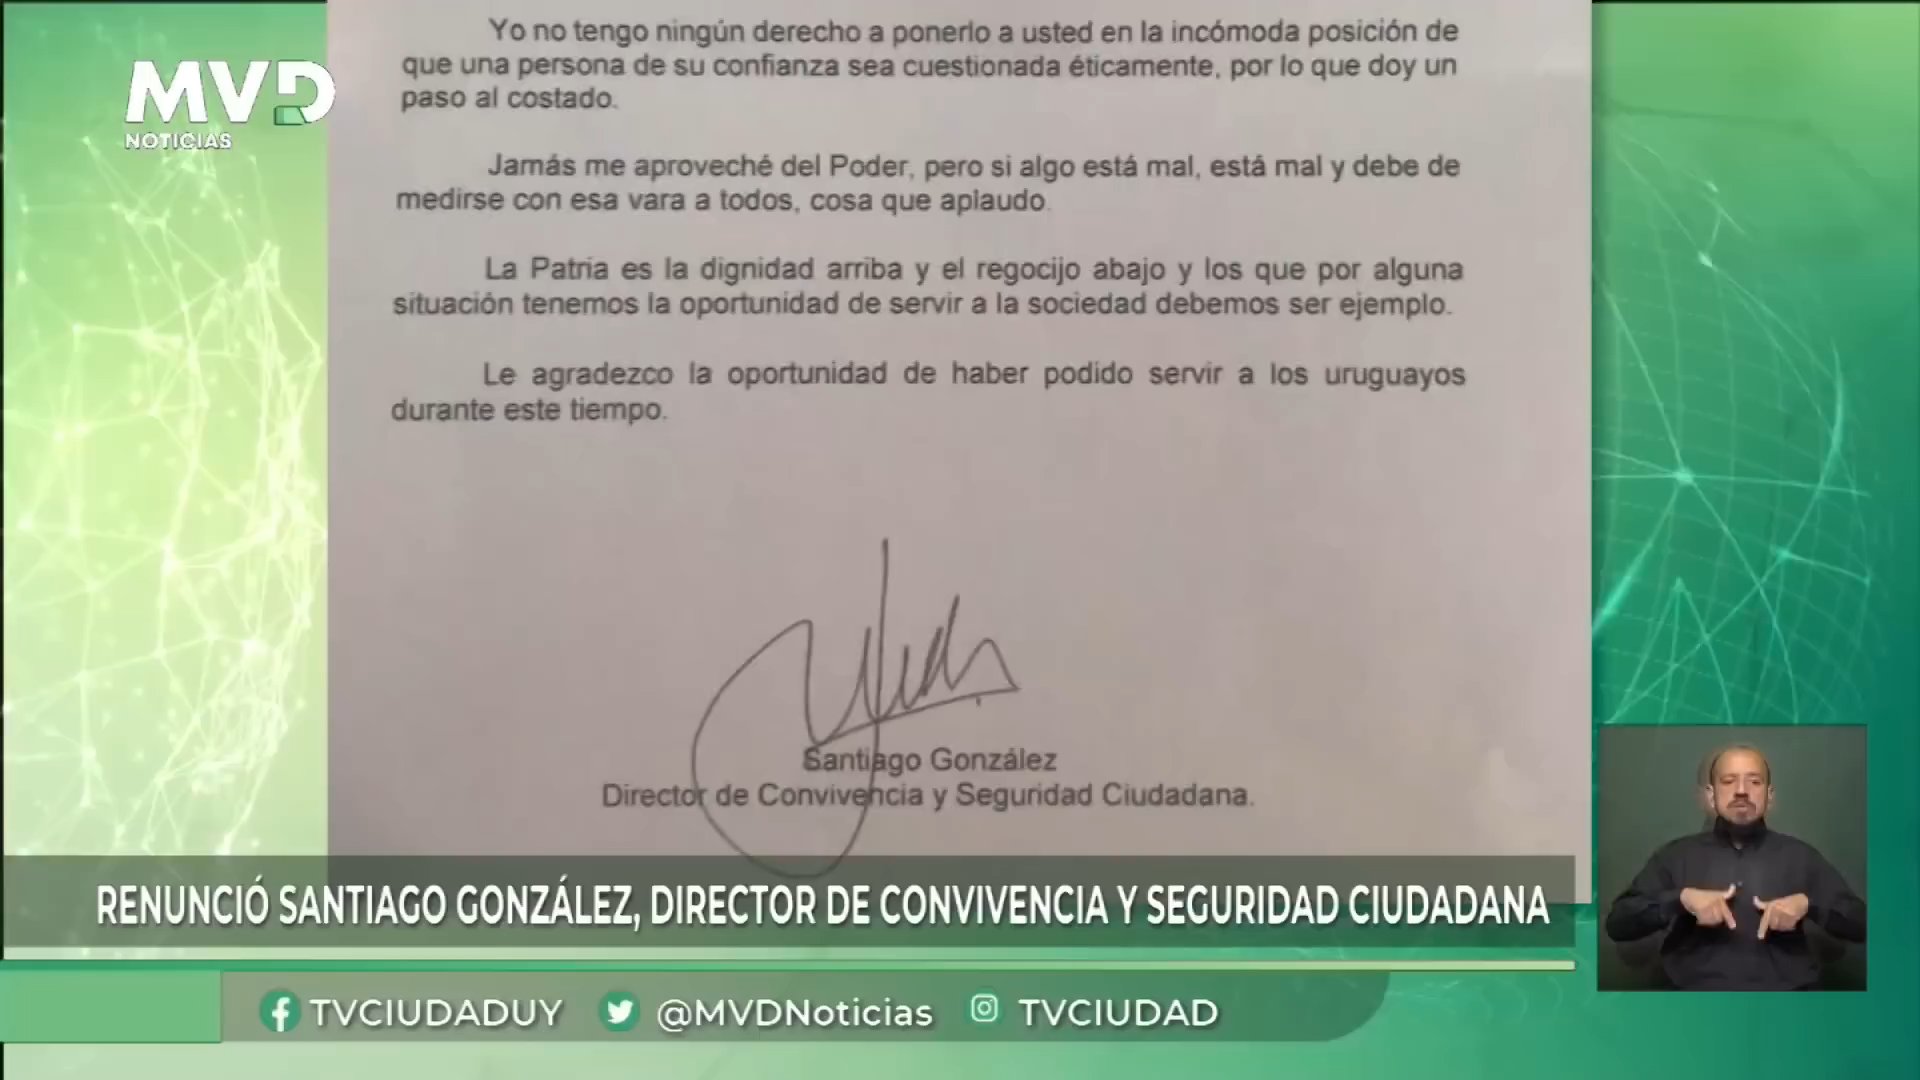 Yo no tengo ningún derecho a ponerlo a usted en la incómoda posición de
que una persona de su confianza sea cuestionada éticamente, por lo que doy un
paso al costado.
Jamás me aproveché del Poder, pero si algo está mal, está mal y debe de
medirse con esa vara a todos, cosa que aplaudo.
La Patria es la dignidad arriba y el regocijo abajo y los que por alguna
situación tenemos la oportunidad de servir a la sociedad debemos ser ejemplo.
Le agradezco la oportunidad de haber podido servir a los uruguayos
durante este tiempo.
Santiago González
Director de Convivencia y Seguridad Ciudadana.
MVD
NOTICIAS
RENUNCIÓ SANTIAGO GONZÁLEZ, DIRECTOR DE CONVIVENCIA Y SEGURIDAD CIUDADANA
TVCIUDADUY @MVDNoticias TVCIUDAD